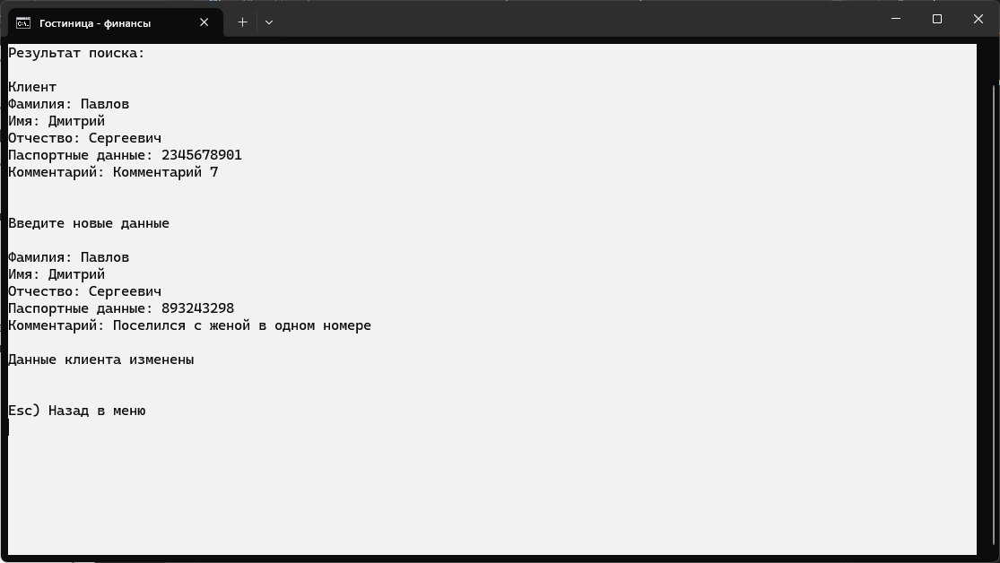 Гостиница - финансы
Результат поиска:
Клиент
Фамилия: Павлов
Имя: Дмитрий
Отчество: Сергеевич
Паспортные данные: 2345678901
Комментарий: Комментарий 7
Введите новые данные
Фамилия: Павлов
Имя: Дмитрий
Отчество: Сергеевич
Паспортные данные: 893243298
Комментарий: Поселился с женой в одном номере
Данные клиента изменены
Esc) Назад в меню